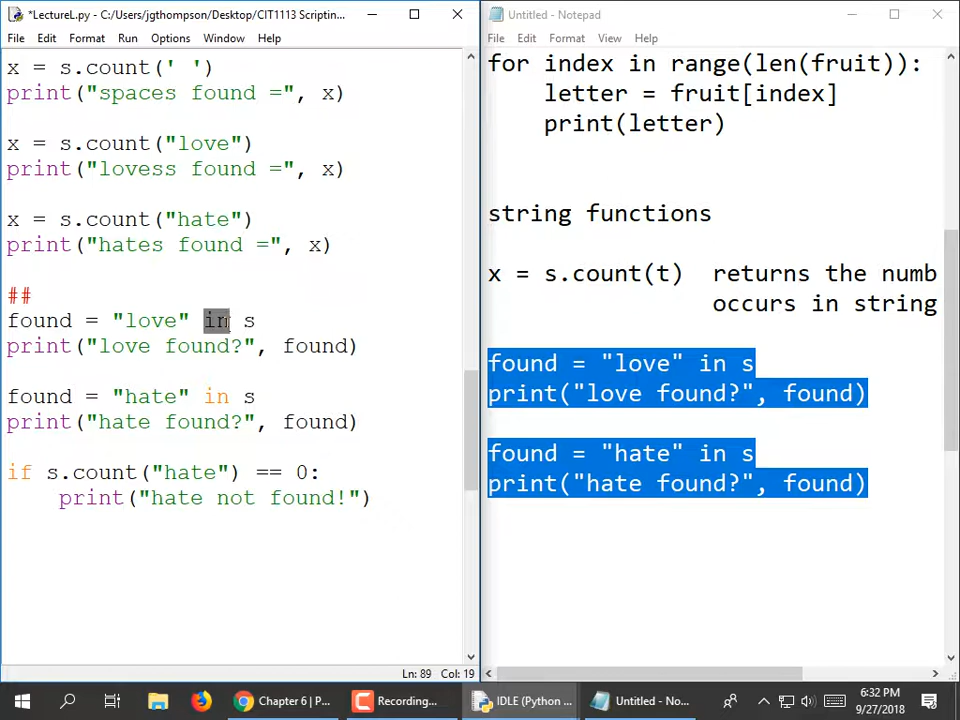 *LectureL.py - C:/Users/jgthompson/Desktop/CIT1113 Scriptin...
File Edit Format Run Options Window Help
x = s.count(' ')
print("spaces found =", x)
x = s.count("love")
print("lovess found =", x)
x = s.count("hate")
print("hates found =", x)
##
found = "love" in s
print("love found?", found)
found = "hate" in s
print("hate found?", found)
if s.count("hate") == 0:
    print("hate not found!")
Ln: 89 Col: 19
Untitled - Notepad
File Edit Format View Help
for index in range(len(fruit)):
    letter = fruit[index]
    print(letter)
string functions
x = s.count(t)  returns the numb
                occurs in string
found = "love" in s
print("love found?", found)
found = "hate" in s
print("hate found?", found)
Chapter 6 | P...
Recording...
IDLE (Python ...
Untitled - No...
6:32 PM
9/27/2018